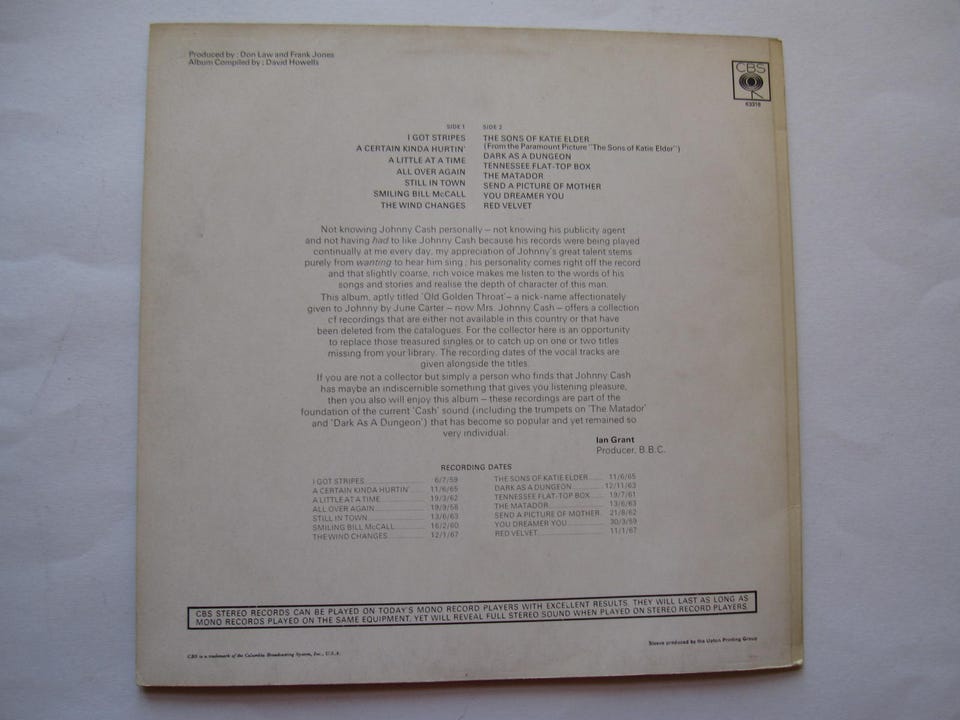 Produced by : Don Law and Frank Jones
Album Compiled by : David Howells
CBS
63316
SIDE 1
I GOT STRIPES
A CERTAIN KINDA HURTIN'
A LITTLE AT A TIME
ALL OVER AGAIN
STILL IN TOWN
SMILING BILL McCALL
THE WIND CHANGES
SIDE 2
THE SONS OF KATIE ELDER
(From the Paramount Picture "The Sons of Katie Elder")
DARK AS A DUNGEON
TENNESSEE FLAT-TOP BOX
THE MATADOR
SEND A PICTURE OF MOTHER
YOU DREAMER YOU
RED VELVET
Not knowing Johnny Cash personally – not knowing his publicity agent
and not having had to like Johnny Cash because his records were being played
continually at me every day, my appreciation of Johnny's great talent stems
purely from wanting to hear him sing; his personality comes right off the record
and that slightly coarse, rich voice makes me listen to the words of his
songs and stories and realise the depth of character of this man.
This album, aptly titled 'Old Golden Throat' – a nick-name affectionately
given to Johnny by June Carter – now Mrs. Johnny Cash – offers a collection
of recordings that are either not available in this country or that have
been deleted from the catalogues. For the collector here is an opportunity
to replace those treasured singles or to catch up on one or two titles
missing from your library. The recording dates of the vocal tracks are
given alongside the titles.
If you are not a collector but simply a person who finds that Johnny Cash
has maybe an indiscernible something that gives you listening pleasure,
then you also will enjoy this album – these recordings are part of the
foundation of the current 'Cash' sound (including the trumpets on 'The Matador'
and 'Dark As A Dungeon') that has become so popular and yet remained so
very individual.
Ian Grant
Producer, B.B.C.
RECORDING DATES
I GOT STRIPES 6/7/59
A CERTAIN KINDA HURTIN' 11/6/65
A LITTLE AT A TIME 19/3/62
ALL OVER AGAIN 19/9/58
STILL IN TOWN 13/6/63
SMILING BILL McCALL 16/2/60
THE WIND CHANGES 12/1/67
THE SONS OF KATIE ELDER 11/6/65
DARK AS A DUNGEON 12/11/63
TENNESSEE FLAT-TOP BOX 19/7/61
THE MATADOR 13/6/63
SEND A PICTURE OF MOTHER 21/8/62
YOU DREAMER YOU 30/3/59
RED VELVET 11/1/67
CBS STEREO RECORDS CAN BE PLAYED ON TODAY'S MONO RECORD PLAYERS WITH EXCELLENT RESULTS. THEY WILL LAST AS LONG AS
MONO RECORDS PLAYED ON THE SAME EQUIPMENT, YET WILL REVEAL FULL STEREO SOUND WHEN PLAYED ON STEREO RECORD PLAYERS.
Sleeve produced by the Upton Printing Group
CBS is a trademark of the Columbia Broadcasting System, Inc., U.S.A.